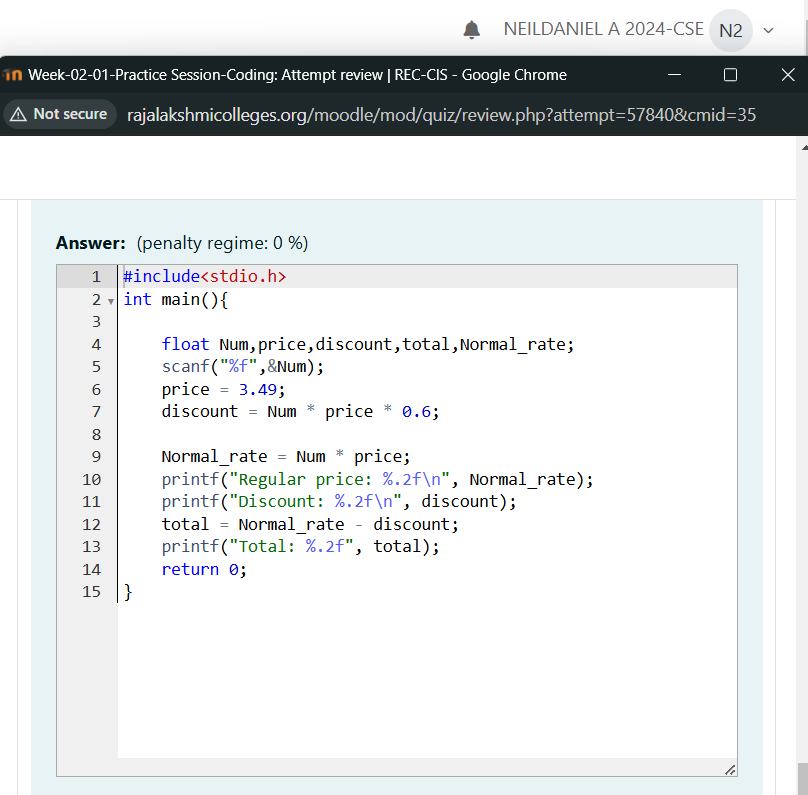 NEILDANIEL A 2024-CSE N2
Week-02-01-Practice Session-Coding: Attempt review | REC-CIS - Google Chrome
Not secure rajalakshmicolleges.org/moodle/mod/quiz/review.php?attempt=57840&cmid=35
Answer: (penalty regime: 0 %)
1 #include<stdio.h>
2 int main(){
3
4     float Num,price,discount,total,Normal_rate;
5     scanf("%f",&Num);
6     price = 3.49;
7     discount = Num * price * 0.6;
8
9     Normal_rate = Num * price;
10     printf("Regular price: %.2f\n", Normal_rate);
11     printf("Discount: %.2f\n", discount);
12     total = Normal_rate - discount;
13     printf("Total: %.2f", total);
14     return 0;
15 }